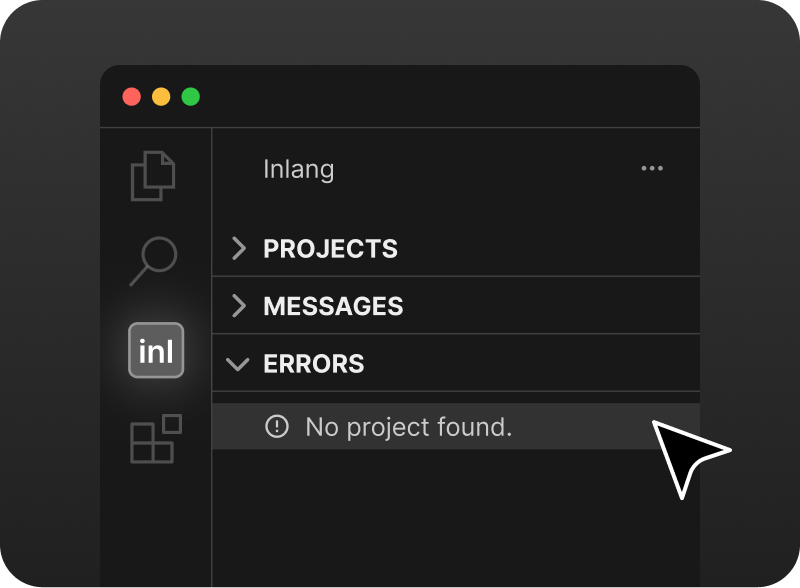 Inlang
PROJECTS
MESSAGES
inl
ERRORS
No project found.